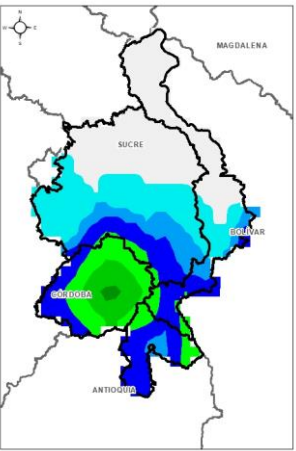 N
W E
S
MAGDALENA
SUCRE
BOLÍVAR
CÓRDOBA
ANTIOQUIA